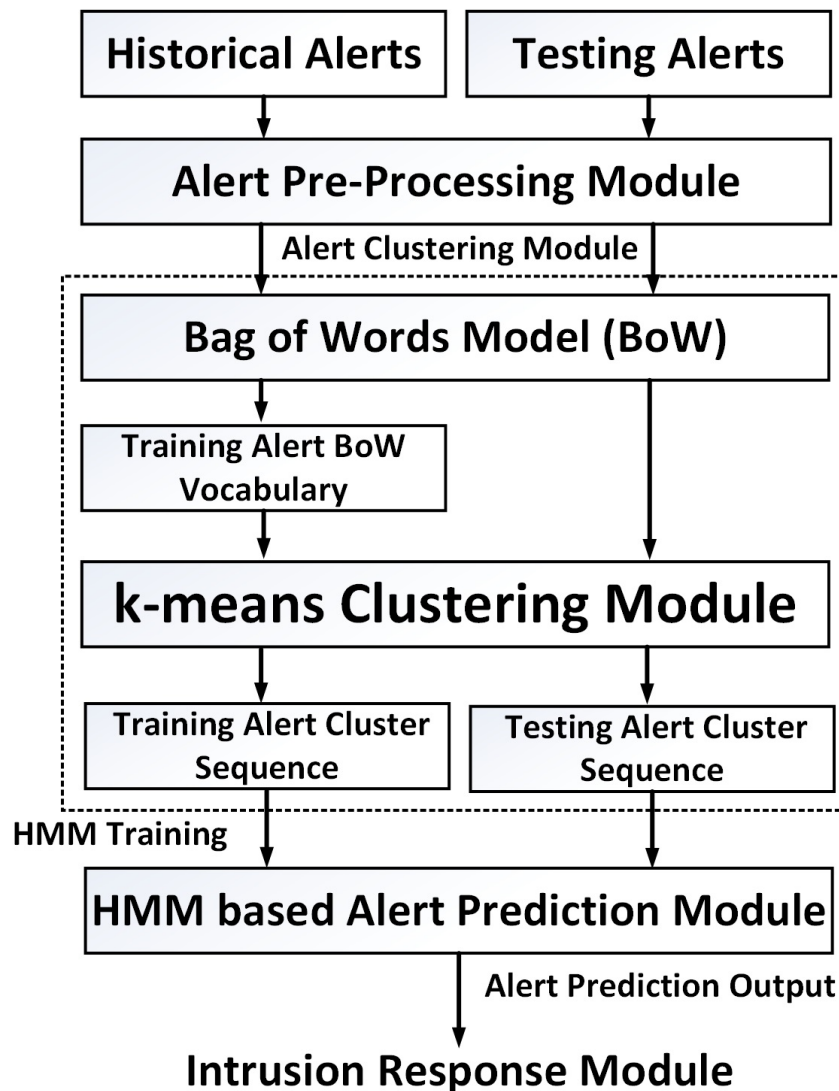 Historical Alerts
Testing Alerts
Alert Pre-Processing Module
Alert Clustering Module
Bag of Words Model (BoW)
Training Alert BoW
Vocabulary
k-means Clustering Module
Training Alert Cluster
Sequence
Testing Alert Cluster
Sequence
HMM Training
HMM based Alert Prediction Module
Alert Prediction Output
Intrusion Response Module